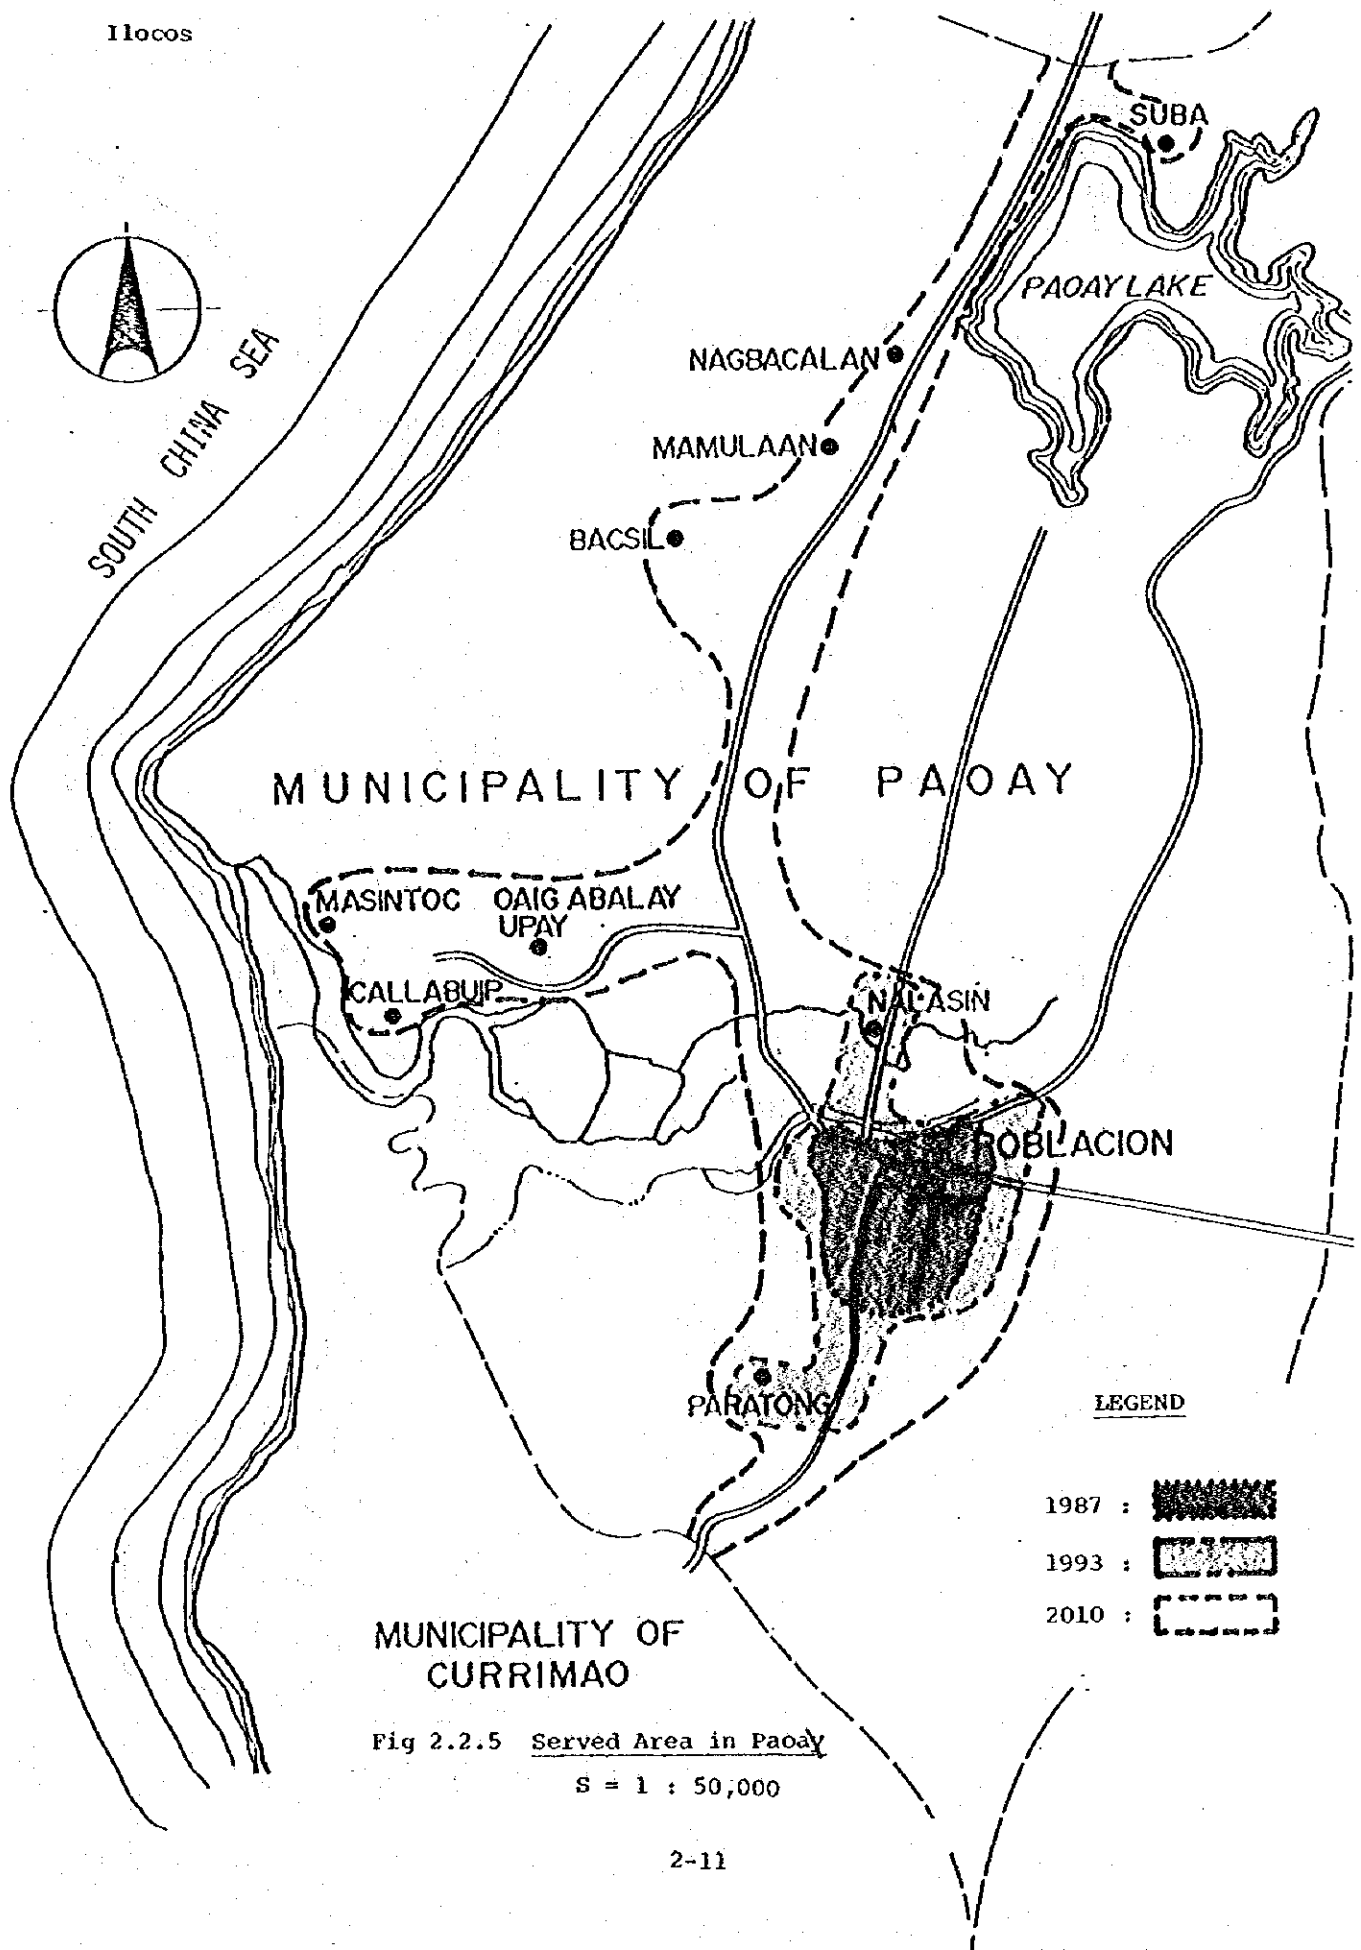 Ilocos
SUBA
PAOAY LAKE
SOUTH CHINA SEA
NAGBACALAN
MAMULAAN
BACSIL
MUNICIPALITY OF PAOAY
MASINTOC
OAIG ABALAY
UPAY
CALLABUIP
NALASIN
POBLACION
PARATONG
LEGEND
1987 :
1993 :
2010 :
MUNICIPALITY OF
CURRIMAO
Fig 2.2.5 Served Area in Paoay
S = 1 : 50,000
2-11